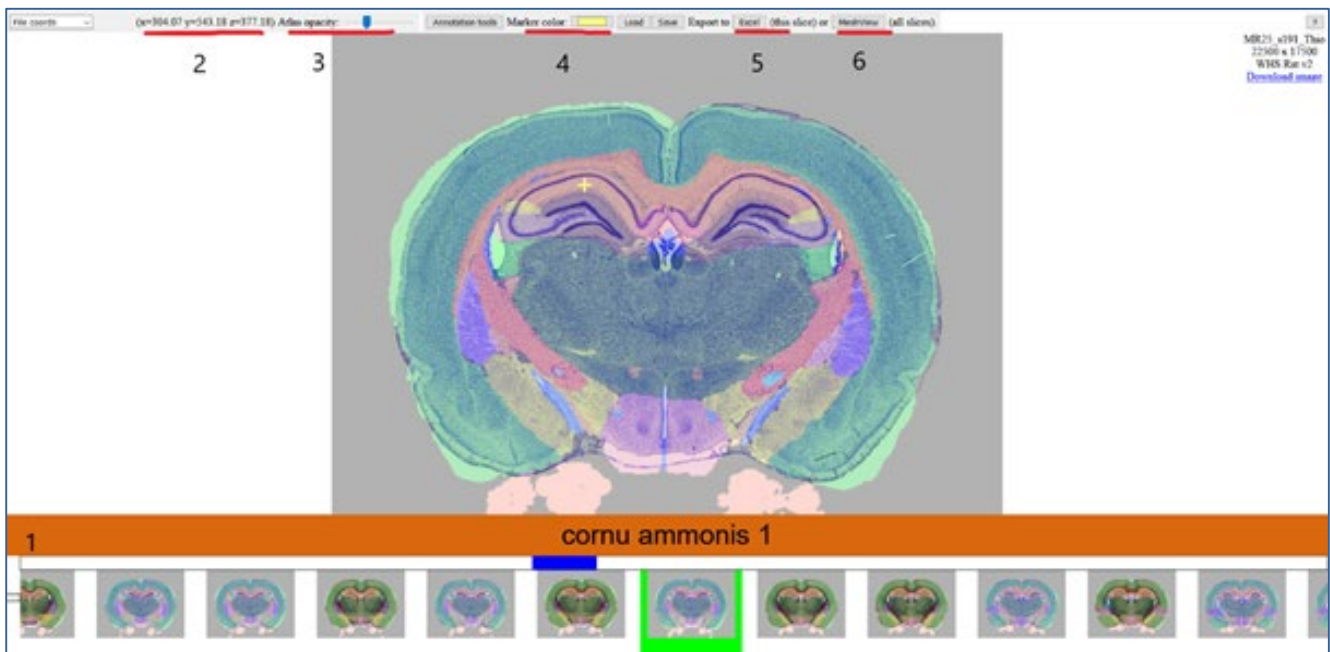 File coords (x=304.07 y=543.18 z=377.18) Atlas opacity: Annotation tools Marker color Load Save Export to Excel (this slice) or MeshView (all slices).
MR25_s191_Thao
22500 x 17500
WHS Rat v2
Download image
2 3 4 5 6
1 cornu ammonis 1